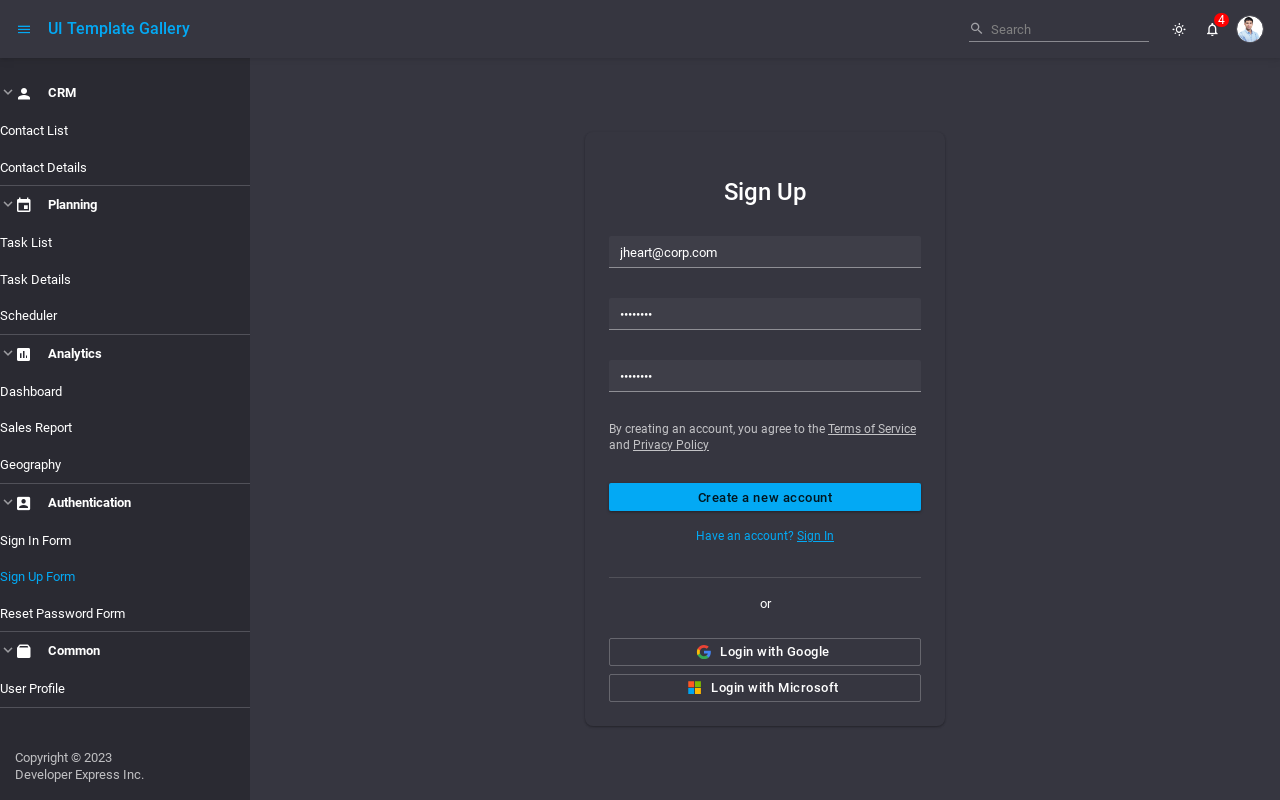 UI Template Gallery
Search
4
CRM
Contact List
Contact Details
Planning
Task List
Task Details
Scheduler
Analytics
Dashboard
Sales Report
Geography
Authentication
Sign In Form
Sign Up Form
Reset Password Form
Common
User Profile
Copyright © 2023
Developer Express Inc.
Sign Up
jheart@corp.com
••••••••
••••••••
By creating an account, you agree to the Terms of Service
and Privacy Policy
Create a new account
Have an account? Sign In
or
Login with Google
Login with Microsoft